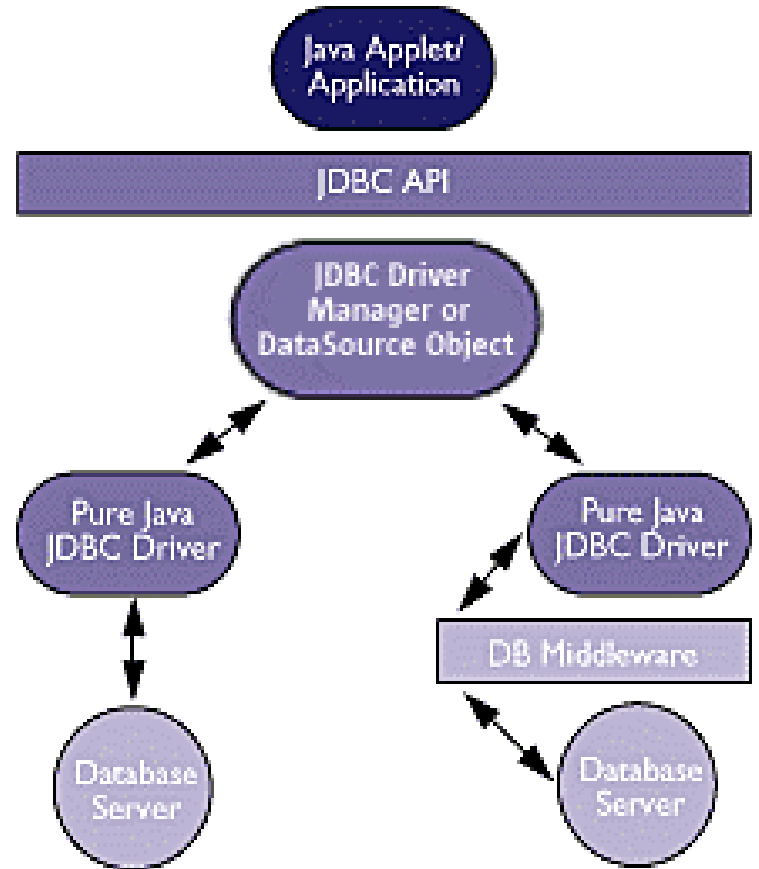 Java Applet/
Application
JDBC API
JDBC Driver
Manager or
DataSource Object
Pure Java
JDBC Driver
Pure Java
JDBC Driver
DB Middleware
Database
Server
Database
Server